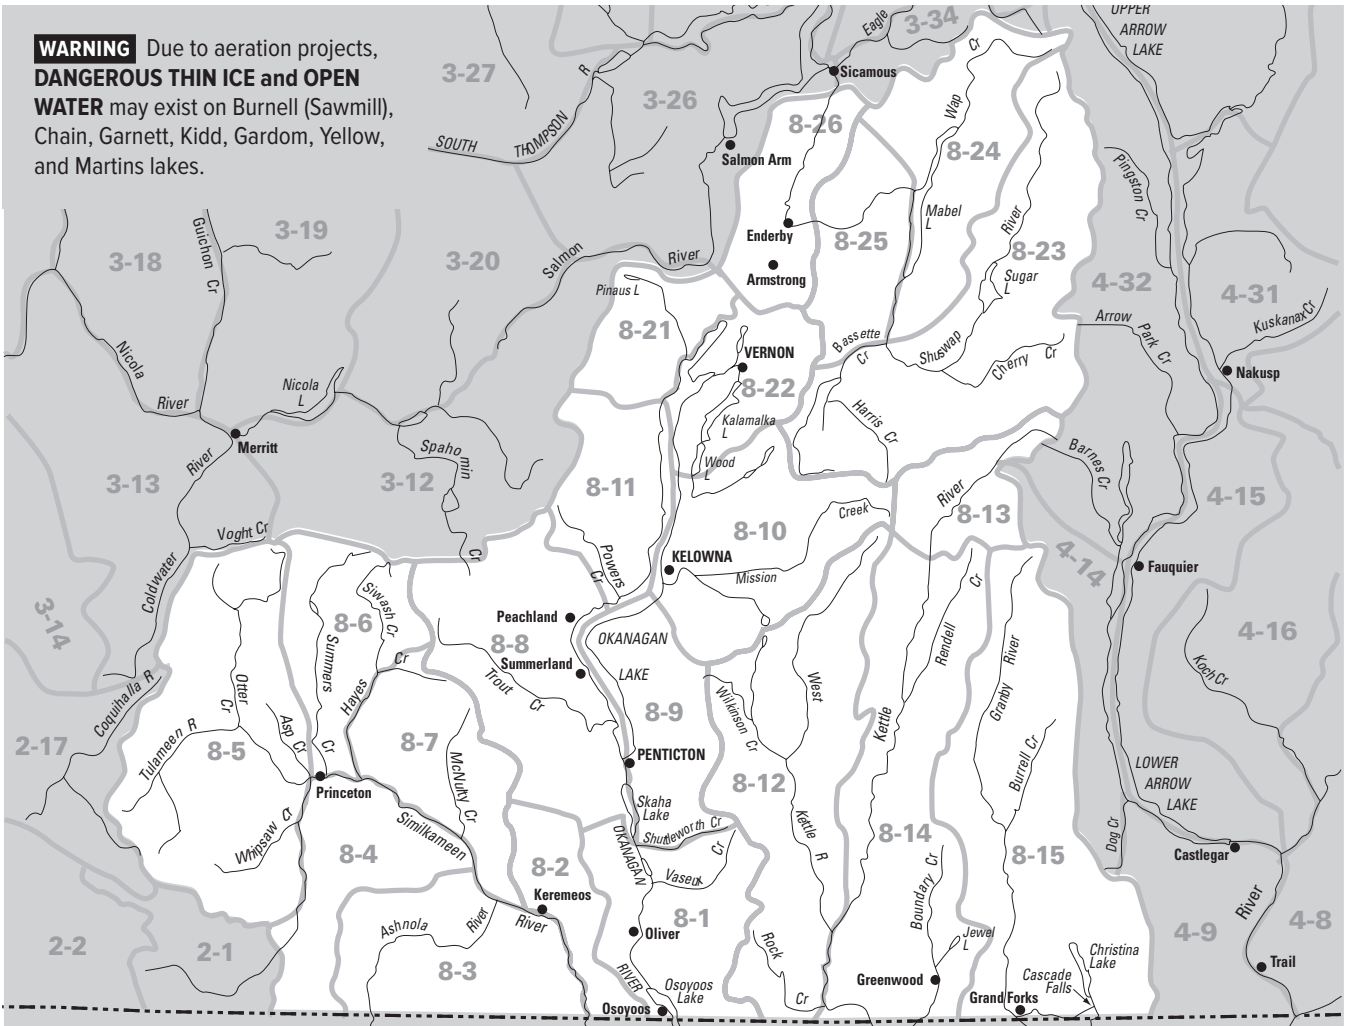 WARNING Due to aeration projects,
DANGEROUS THIN ICE and OPEN
WATER may exist on Burnell (Sawmill),
Chain, Garnett, Kidd, Gardom, Yellow,
and Martins lakes.
UPPER
ARROW
LAKE
Eagle
3-34
Cr
Sicamous
3-27
R
3-26
Wap
8-26
SOUTH
THOMPSON
Salmon Arm
8-24
Pingston Cr
Guichon Cr
3-19
3-18
3-20
Salmon
River
Enderby
Armstrong
8-25
Mabel
L
River
8-23
Sugar
L
4-32
4-31
Kuskanax Cr
Pinaus L
8-21
Arrow
Park Cr
Nicola
River
Nicola
L
VERNON
8-22
Bassette
Cr
Shuswap
Cherry Cr
Nakusp
Kalamalka
L
Harris Cr
Merritt
River
Spahomin
Cr
Wood
L
Barnes Cr
3-13
3-12
8-11
River
8-13
4-15
Voght Cr
8-10
Creek
Mission
KELOWNA
Powers
Cr
Coldwater
4-14
Fauquier
3-14
8-6
Siwash Cr
Summers
Cr
Peachland
8-8
Summerland
Trout
Cr
OKANAGAN
LAKE
Rendell
Cr
4-16
Koch Cr
Coquihalla R
Otter
Cr
Hayes
Cr
Wilkinson Cr
West
Kettle
River
Granby
2-17
Tulameen R
8-5
Asp Cr
8-7
McNulty Cr
8-9
PENTICTON
8-12
Kettle R
Burrell Cr
LOWER
ARROW
LAKE
Princeton
Similkameen
Skaha
Lake
Shuttleworth Cr
OKANAGAN
Whipsaw Cr
8-4
8-2
Keremeos
Vaseux
Cr
8-14
8-15
Dog Cr
Castlegar
Boundary Cr
2-2
2-1
Ashnola
River
River
8-3
8-1
Oliver
RIVER
Osoyoos
Lake
Osoyoos
Rock
Cr
Jewel
L
Greenwood
Christina
Lake
Cascade
Falls
Grand Forks
4-9
River
4-8
Trail